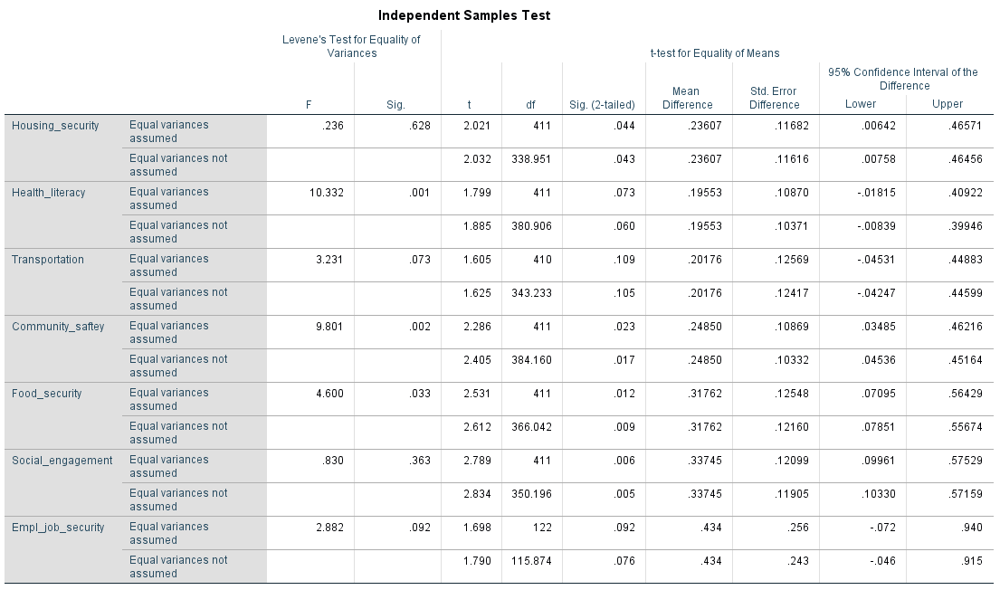 Independent Samples Test
Levene's Test for Equality of
Variances
t-test for Equality of Means
95% Confidence Interval of the
Difference
F Sig. t df Sig. (2-tailed) Mean
Difference Std. Error
Difference Lower Upper
Housing_security Equal variances
assumed .236 .628 2.021 411 .044 .23607 .11682 .00642 .46571
Equal variances not
assumed 2.032 338.951 .043 .23607 .11616 .00758 .46456
Health_literacy Equal variances
assumed 10.332 .001 1.799 411 .073 .19553 .10870 -.01815 .40922
Equal variances not
assumed 1.885 380.906 .060 .19553 .10371 -.00839 .39946
Transportation Equal variances
assumed 3.231 .073 1.605 410 .109 .20176 .12569 -.04531 .44883
Equal variances not
assumed 1.625 343.233 .105 .20176 .12417 -.04247 .44599
Community_saftey Equal variances
assumed 9.801 .002 2.286 411 .023 .24850 .10869 .03485 .46216
Equal variances not
assumed 2.405 384.160 .017 .24850 .10332 .04536 .45164
Food_security Equal variances
assumed 4.600 .033 2.531 411 .012 .31762 .12548 .07095 .56429
Equal variances not
assumed 2.612 366.042 .009 .31762 .12160 .07851 .55674
Social_engagement Equal variances
assumed .830 .363 2.789 411 .006 .33745 .12099 .09961 .57529
Equal variances not
assumed 2.834 350.196 .005 .33745 .11905 .10330 .57159
Empl_job_security Equal variances
assumed 2.882 .092 1.698 122 .092 .434 .256 -.072 .940
Equal variances not
assumed 1.790 115.874 .076 .434 .243 -.046 .915